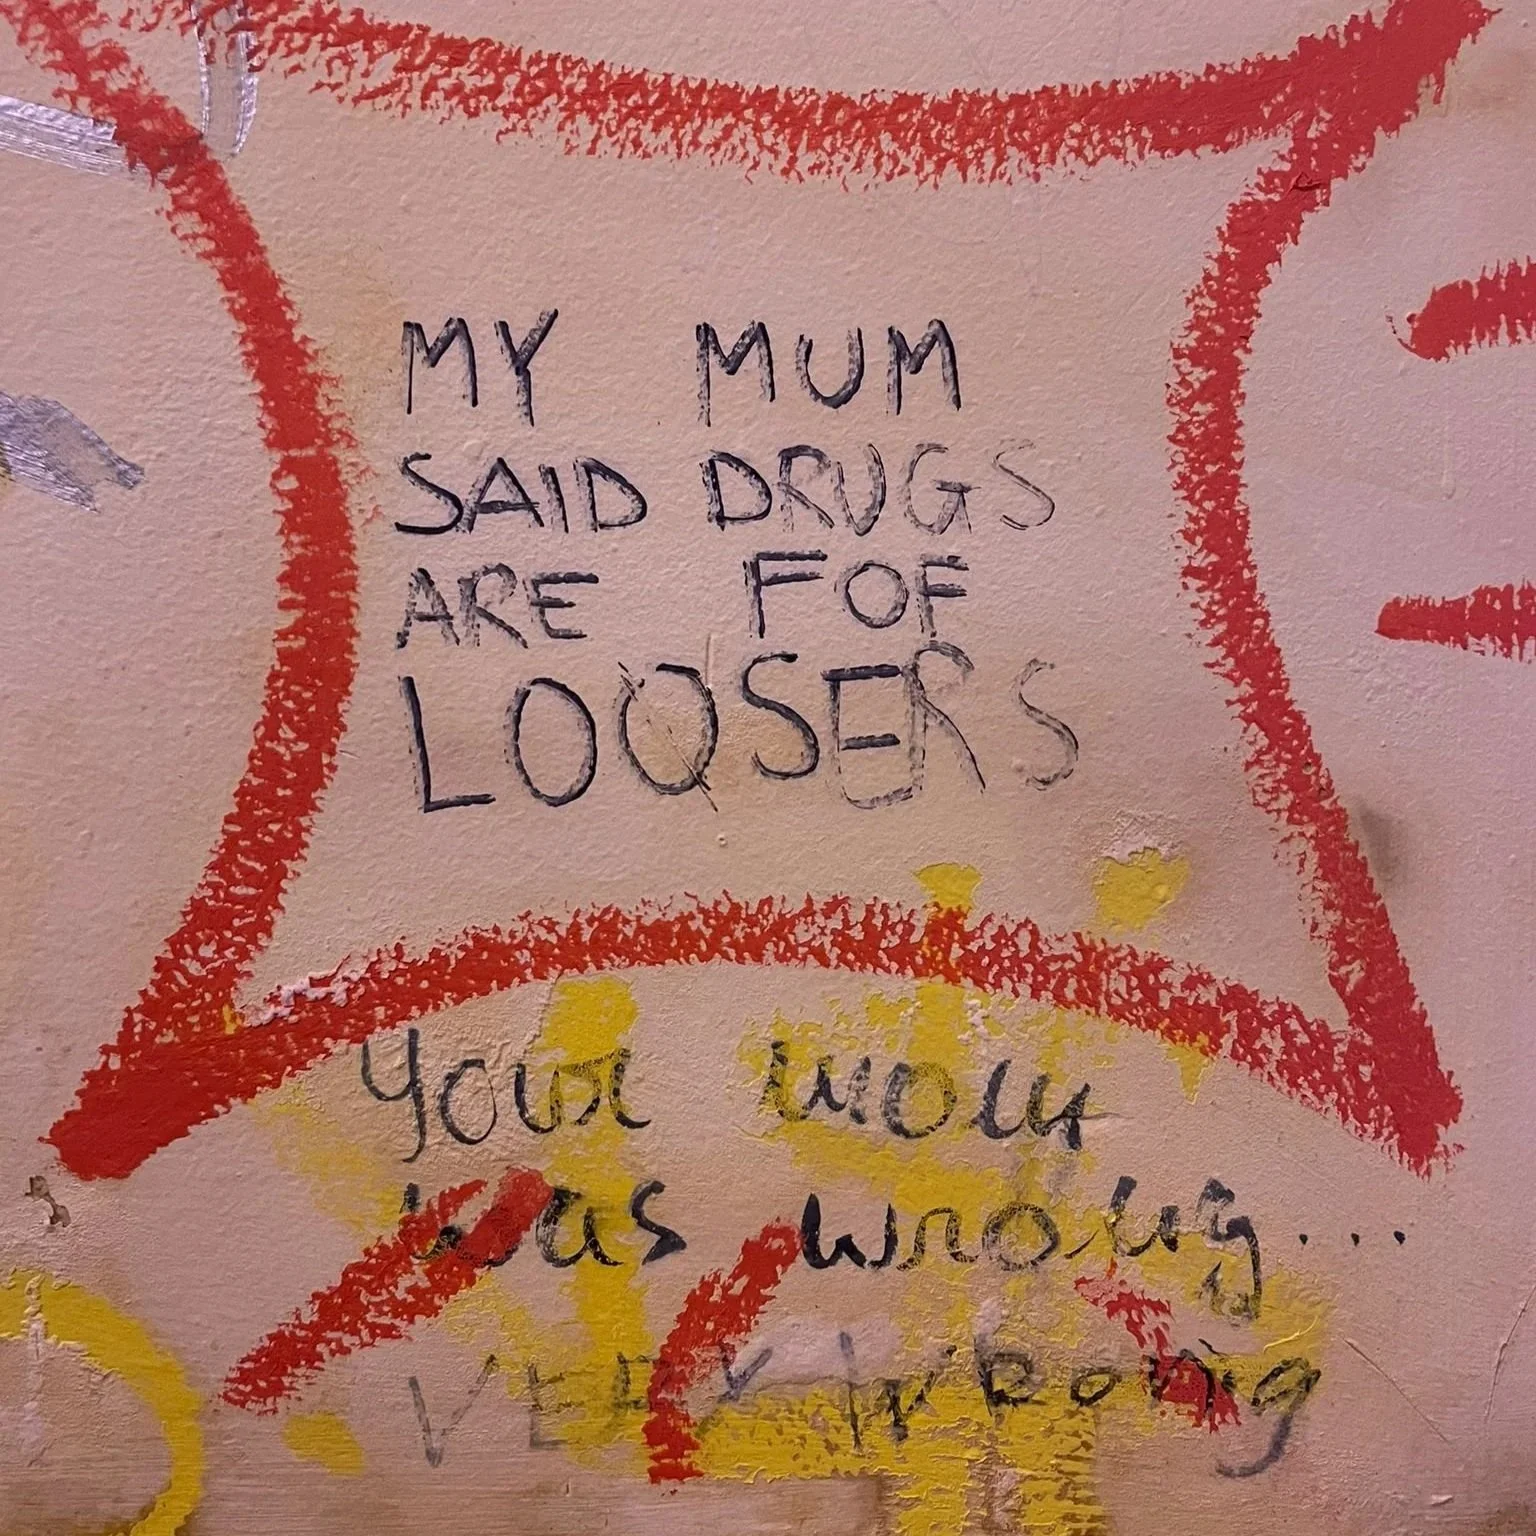 MY MUM
SAID DRUGS
ARE FOF
LOOSERS
Your mom
was wrong...
VERY WRong